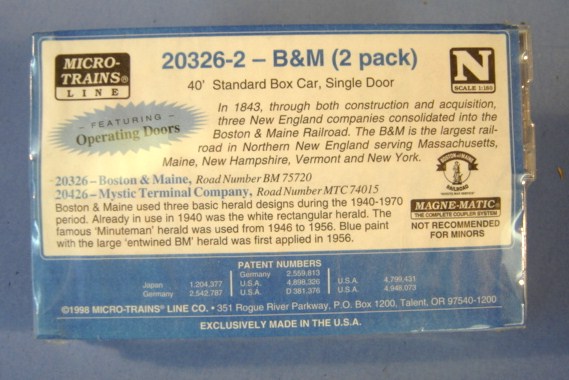 MICRO-
TRAINS®
LINE
20326-2 – B&M (2 pack)
40' Standard Box Car, Single Door
N
SCALE 1:160
– FEATURING –
Operating Doors
In 1843, through both construction and acquisition,
three New England companies consolidated into the
Boston & Maine Railroad. The B&M is the largest rail-
road in Northern New England serving Massachusetts,
Maine, New Hampshire, Vermont and New York.
BOSTON and MAINE
RAILROAD
20326 – Boston & Maine, Road Number BM 75720
20426 – Mystic Terminal Company, Road Number MTC 74015
Boston & Maine used three basic herald designs during the 1940-1970
period. Already in use in 1940 was the white rectangular herald. The
famous 'Minuteman' herald was used from 1946 to 1956. Blue paint
with the large 'entwined BM' herald was first applied in 1956.
MAGNE-MATIC®
THE COMPLETE COUPLER SYSTEM
NOT RECOMMENDED
FOR MINORS
PATENT NUMBERS
Japan 1,204,377
Germany 2,542,787
Germany 2,559,813
U.S.A. 4,898,326
U.S.A. D 381,378
U.S.A. 4,799,431
U.S.A. 4,948,073
©1998 MICRO-TRAINS® LINE CO. • 351 Rogue River Parkway, P.O. Box 1200, Talent, OR 97540-1200
EXCLUSIVELY MADE IN THE U.S.A.